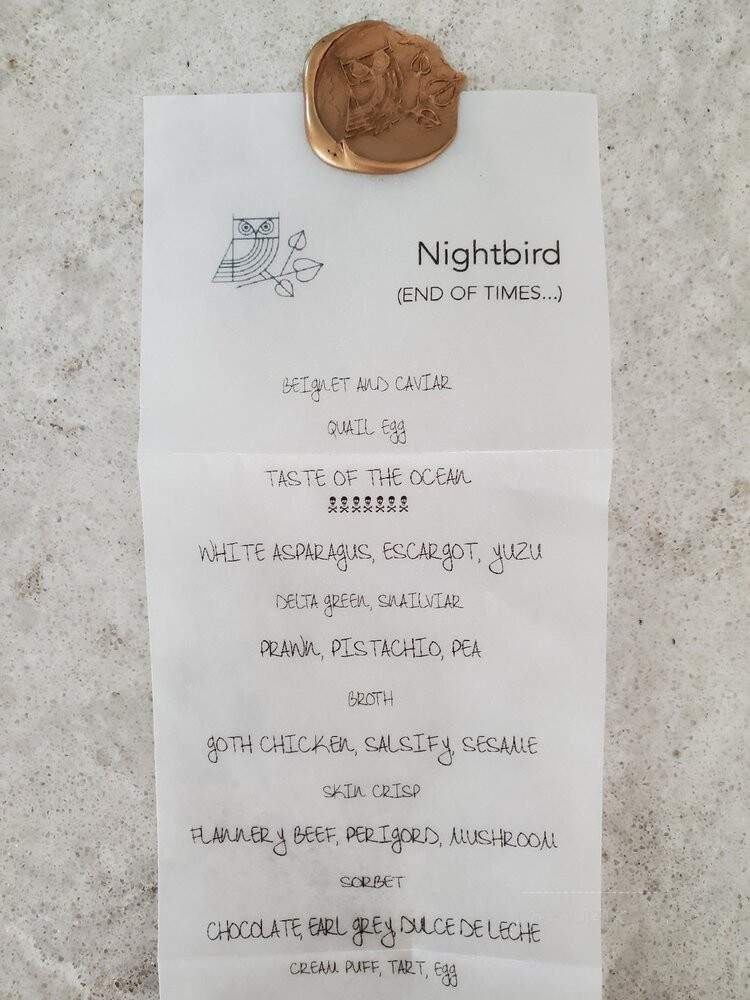 Nightbird
(END OF TIMES...)
BEIgnET AND CAVIAR
QUAIL Egg
TASTE OF THE OCEAN
☠☠☠☠☠☠☠
WHITE ASPARAgUS, ESCARgOT, yUZU
DELTA gREEN, SNAILVIAR
PRAWN, PISTACHIO, PEA
BROTH
gOTH CHICKEN, SALSIFy, SESAME
SKIN CRISP
FLANNERy BEEF, PERIgORD, MUSHROOM
SORBET
CHOCOLATE, EARL gREy, DULCE DE LECHE
CREAM PUFF, TART, Egg